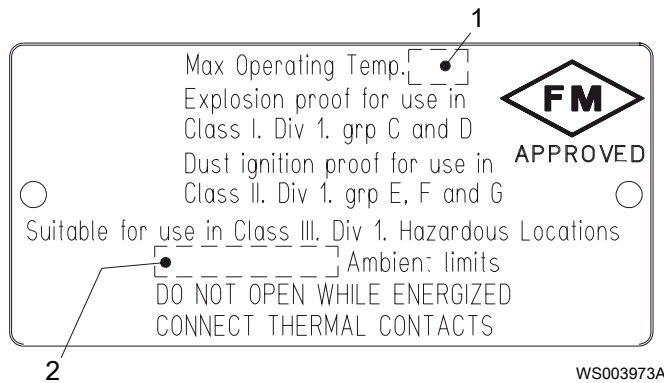 1
Max Operating Temp.
Explosion proof for use in
Class I. Div 1. grp C and D
FM
APPROVED
Dust ignition proof for use in
Class II. Div 1. grp E, F and G
Suitable for use in Class III. Div 1. Hazardous Locations
Ambient limits
DO NOT OPEN WHILE ENERGIZED
CONNECT THERMAL CONTACTS
2
WS003973A